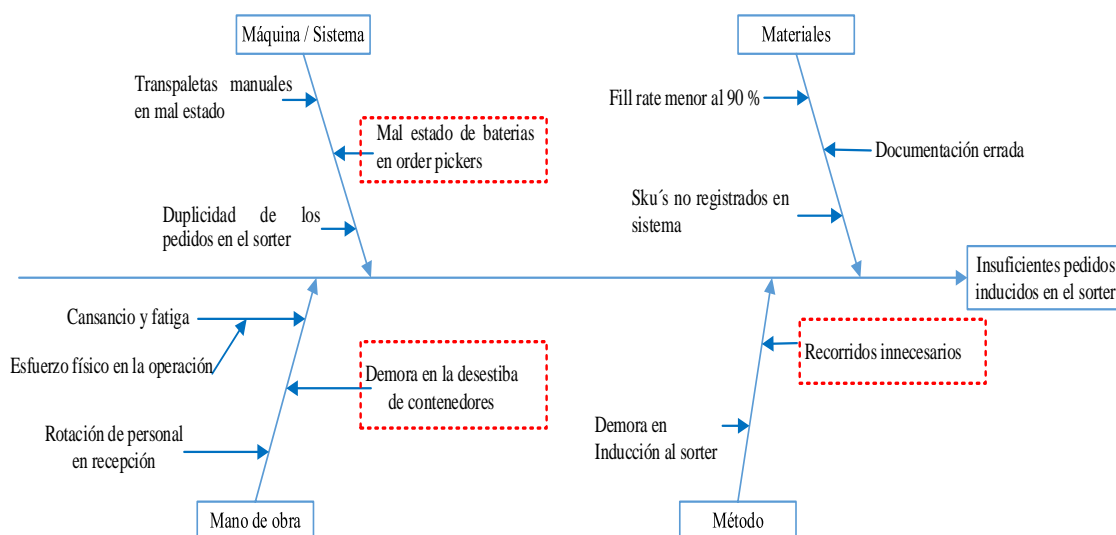 Máquina / Sistema
Transpaletas manuales
en mal estado
Mal estado de baterias
en order pickers
Duplicidad de los
pedidos en el sorter
Materiales
Fill rate menor al 90 %
Documentación errada
Sku´s no registrados en
sistema
Insuficientes pedidos
inducidos en el sorter
Cansancio y fatiga
Esfuerzo físico en la operación
Demora en la desestiba
de contenedores
Rotación de personal
en recepción
Mano de obra
Recorridos innecesarios
Demora en
Inducción al sorter
Método